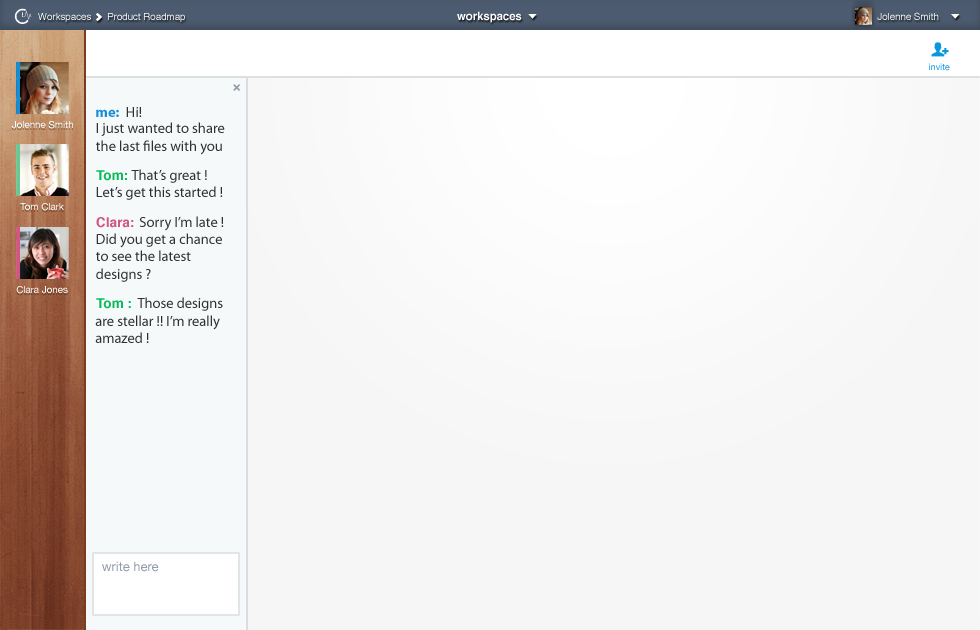 Workspaces Product Roadmap
workspaces
Jolenne Smith
invite
Jolenne Smith
Tom Clark
Clara Jones
×
me: Hi!
I just wanted to share
the last files with you
Tom: That's great !
Let's get this started !
Clara: Sorry I'm late !
Did you get a chance
to see the latest
designs ?
Tom : Those designs
are stellar !! I'm really
amazed !
write here